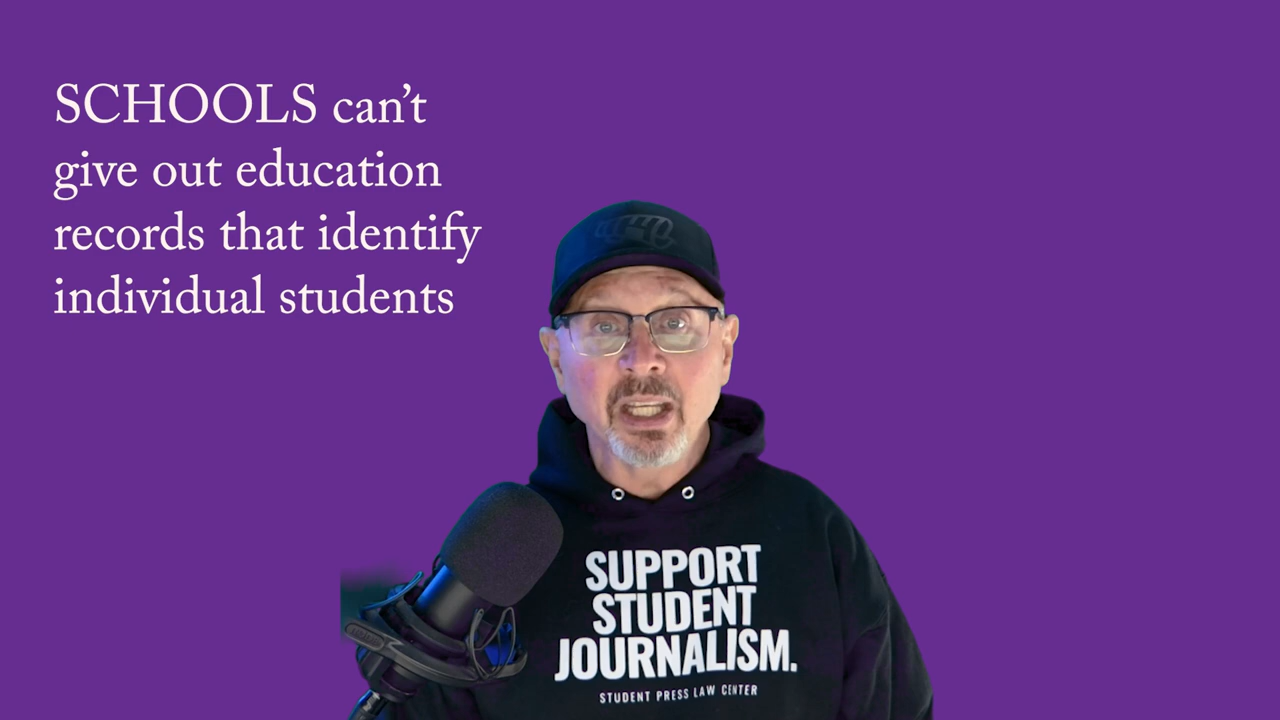 SCHOOLS can’t
give out education
records that identify
individual students
SUPPORT
STUDENT
JOURNALISM.
STUDENT PRESS LAW CENTER